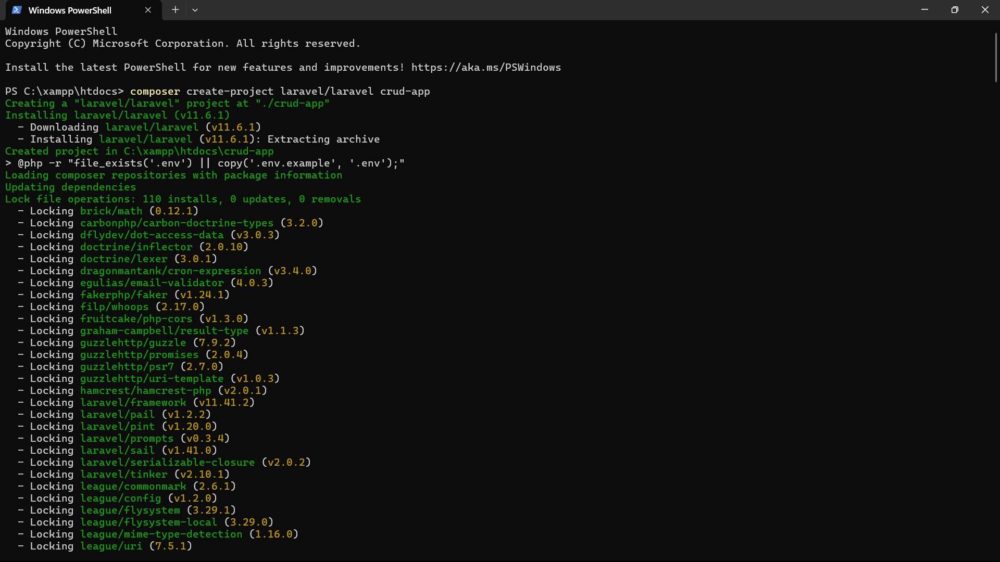 Windows PowerShell
Windows PowerShell
Copyright (C) Microsoft Corporation. All rights reserved.
Install the latest PowerShell for new features and improvements! https://aka.ms/PSWindows
PS C:\xampp\htdocs> composer create-project laravel/laravel crud-app
Creating a "laravel/laravel" project at "./crud-app"
Installing laravel/laravel (v11.6.1)
  - Downloading laravel/laravel (v11.6.1)
  - Installing laravel/laravel (v11.6.1): Extracting archive
Created project in C:\xampp\htdocs\crud-app
> @php -r "file_exists('.env') || copy('.env.example', '.env');"
Loading composer repositories with package information
Updating dependencies
Lock file operations: 110 installs, 0 updates, 0 removals
  - Locking brick/math (0.12.1)
  - Locking carbonphp/carbon-doctrine-types (3.2.0)
  - Locking dflydev/dot-access-data (v3.0.3)
  - Locking doctrine/inflector (2.0.10)
  - Locking doctrine/lexer (3.0.1)
  - Locking dragonmantank/cron-expression (v3.4.0)
  - Locking egulias/email-validator (4.0.3)
  - Locking fakerphp/faker (v1.24.1)
  - Locking filp/whoops (2.17.0)
  - Locking fruitcake/php-cors (v1.3.0)
  - Locking graham-campbell/result-type (v1.1.3)
  - Locking guzzlehttp/guzzle (7.9.2)
  - Locking guzzlehttp/promises (2.0.4)
  - Locking guzzlehttp/psr7 (2.7.0)
  - Locking guzzlehttp/uri-template (v1.0.3)
  - Locking hamcrest/hamcrest-php (v2.0.1)
  - Locking laravel/framework (v11.41.2)
  - Locking laravel/pail (v1.2.2)
  - Locking laravel/pint (v1.20.0)
  - Locking laravel/prompts (v0.3.4)
  - Locking laravel/sail (v1.41.0)
  - Locking laravel/serializable-closure (v2.0.2)
  - Locking laravel/tinker (v2.10.1)
  - Locking league/commonmark (2.6.1)
  - Locking league/config (v1.2.0)
  - Locking league/flysystem (3.29.1)
  - Locking league/flysystem-local (3.29.0)
  - Locking league/mime-type-detection (1.16.0)
  - Locking league/uri (7.5.1)